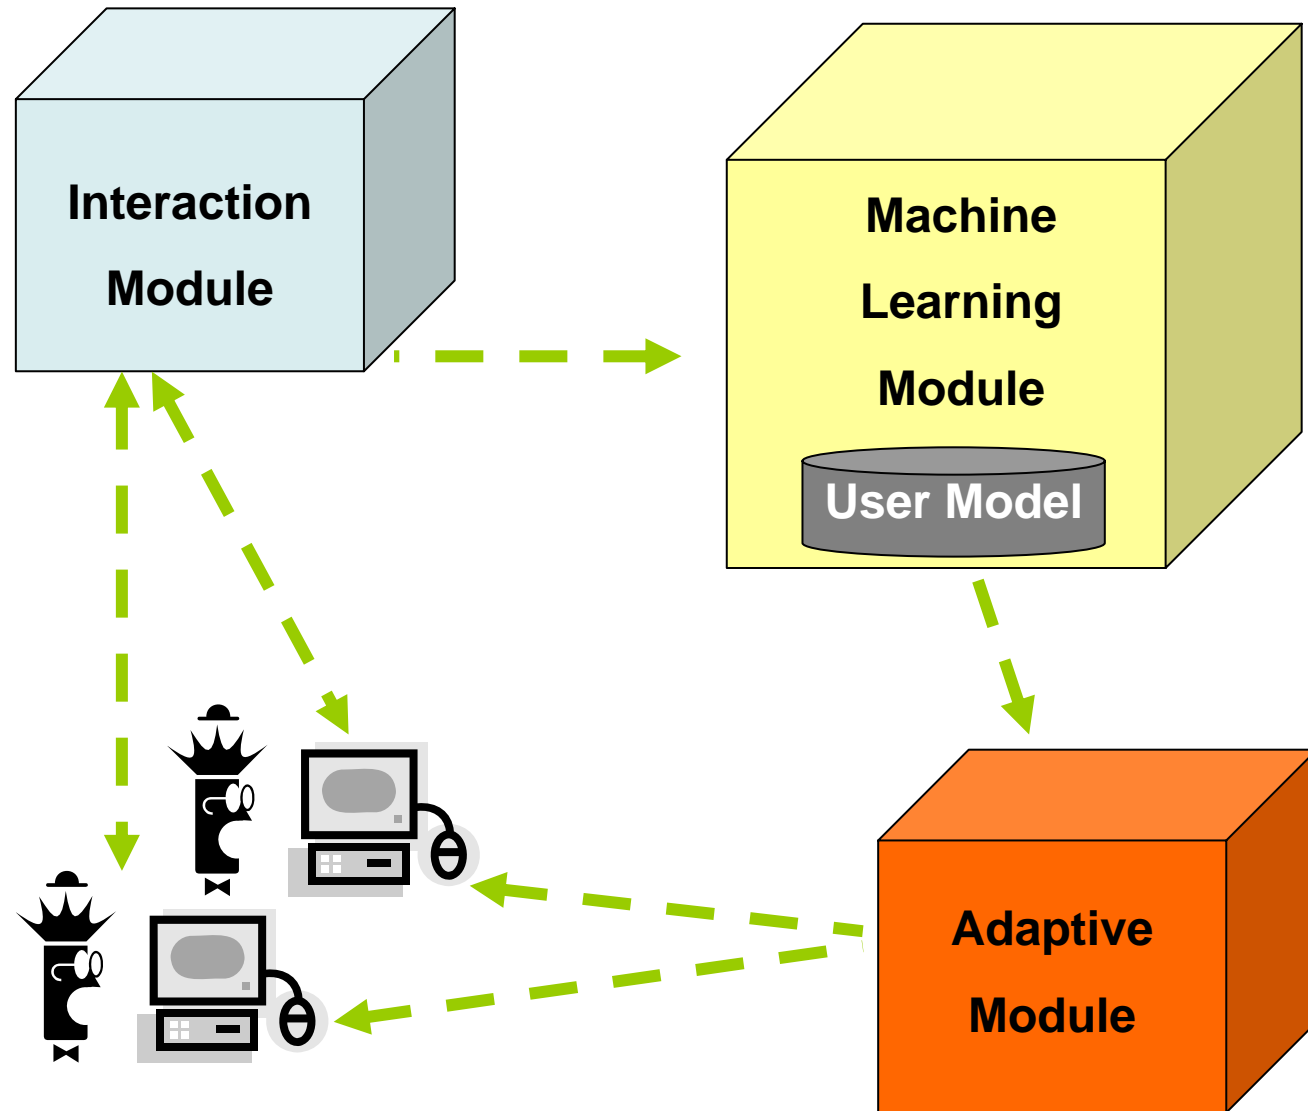 Interaction
Module
Machine
Learning
Module
User Model
Adaptive
Module